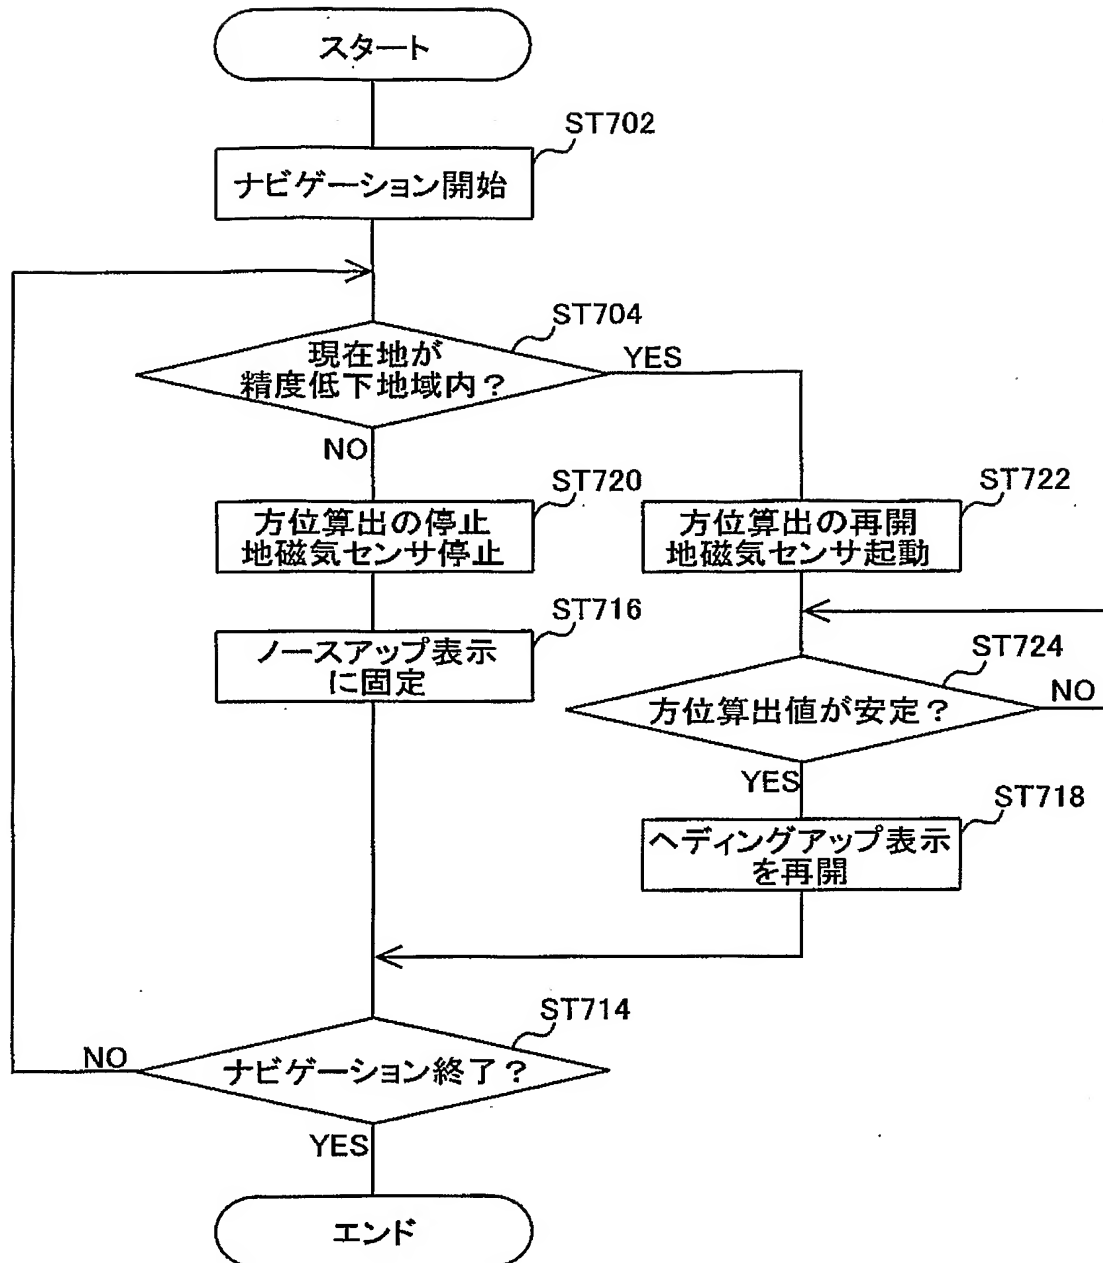 スタート
ST702
ナビゲーション開始
ST704
現在地が
精度低下地域内？
YES
NO
ST720
方位算出の停止
地磁気センサ停止
ST722
方位算出の再開
地磁気センサ起動
ST716
ノースアップ表示
に固定
ST724
方位算出値が安定？
NO
YES
ST718
ヘディングアップ表示
を再開
ST714
ナビゲーション終了？
NO
YES
エンド